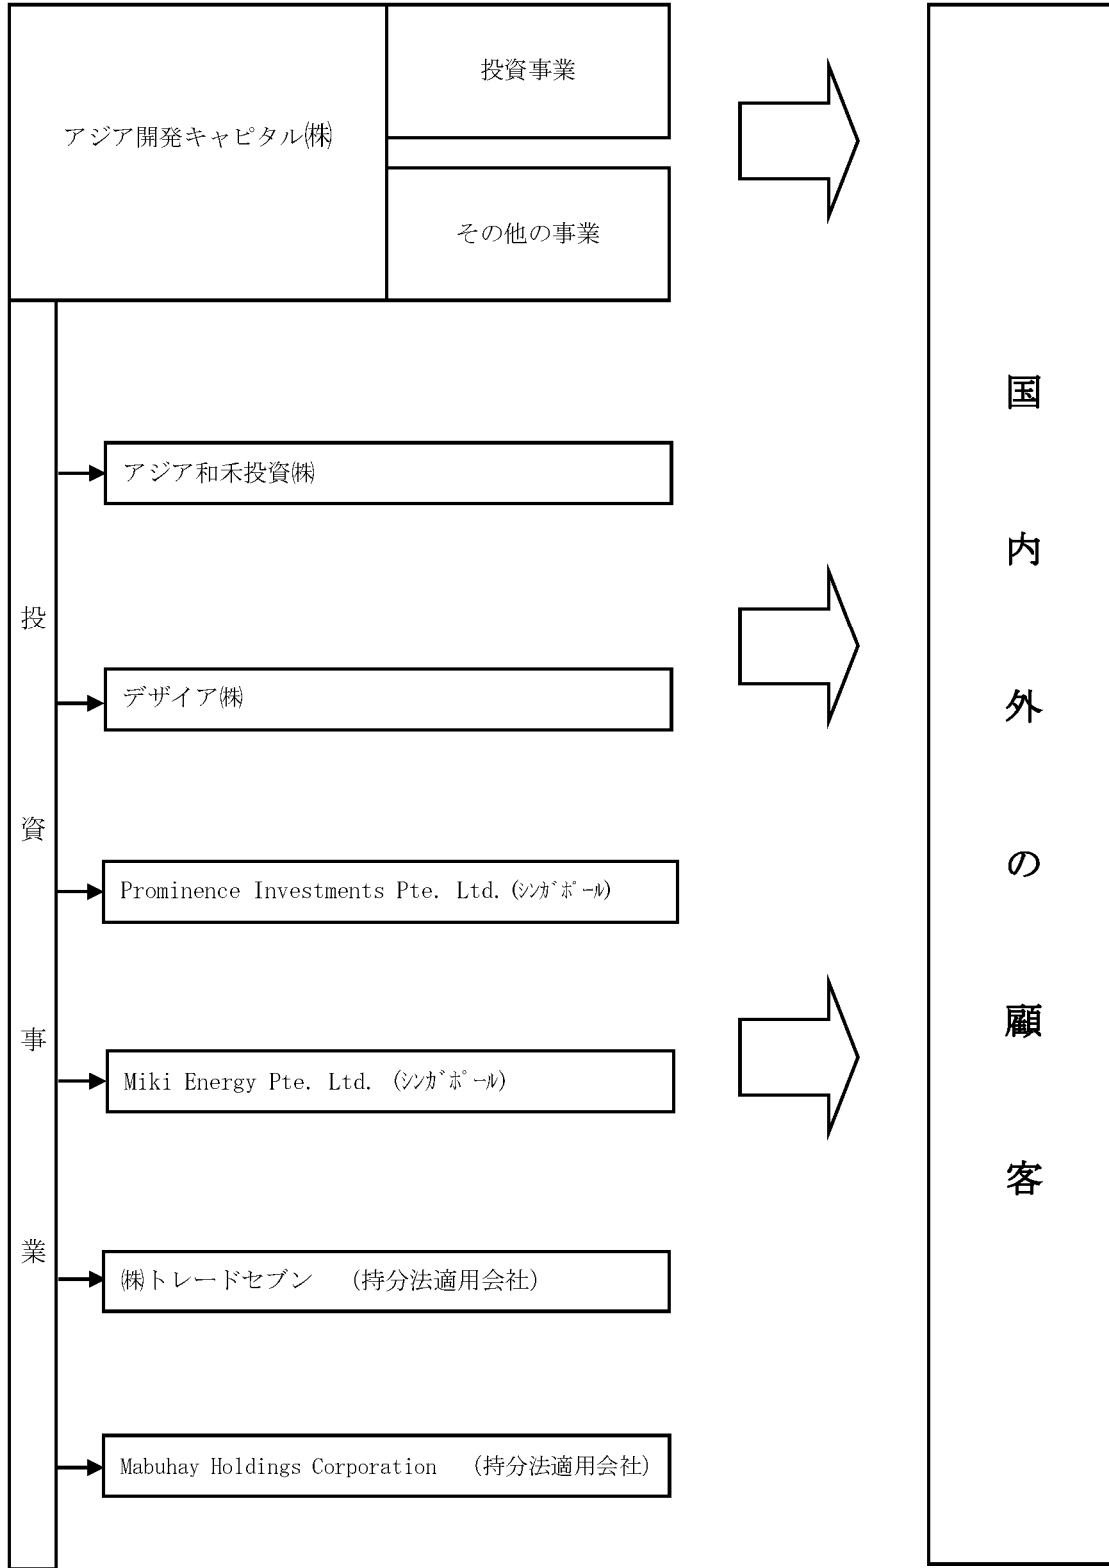 アジア開発キャピタル㈱
投資事業
その他の事業
投資事業
アジア和禾投資㈱
デザイア㈱
Prominence Investments Pte. Ltd.(ｼﾝｶﾞﾎﾟｰﾙ)
Miki Energy Pte. Ltd. (ｼﾝｶﾞﾎﾟｰﾙ)
㈱トレードセブン　(持分法適用会社)
Mabuhay Holdings Corporation　(持分法適用会社)
国内外の顧客